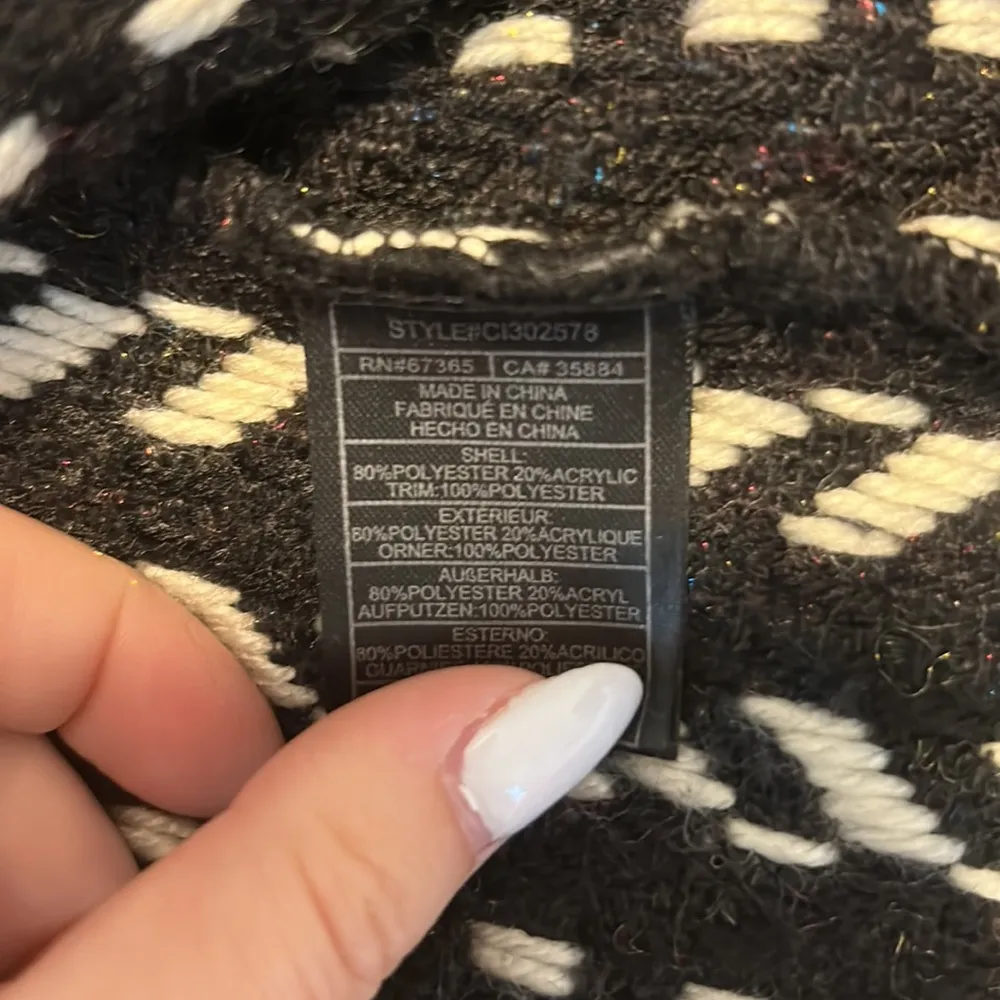 STYLE#CI302578
RN#67365 CA# 35884
MADE IN CHINA
FABRIQUÉ EN CHINE
HECHO EN CHINA
SHELL:
80%POLYESTER 20%ACRYLIC
TRIM:100%POLYESTER
EXTÉRIEUR:
80%POLYESTER 20%ACRYLIQUE
ORNER:100%POLYESTER
AUßERHALB:
80%POLYESTER 20%ACRYL
AUFPUTZEN:100%POLYESTER
ESTERNO:
80%POLIESTERE 20%ACRILICO